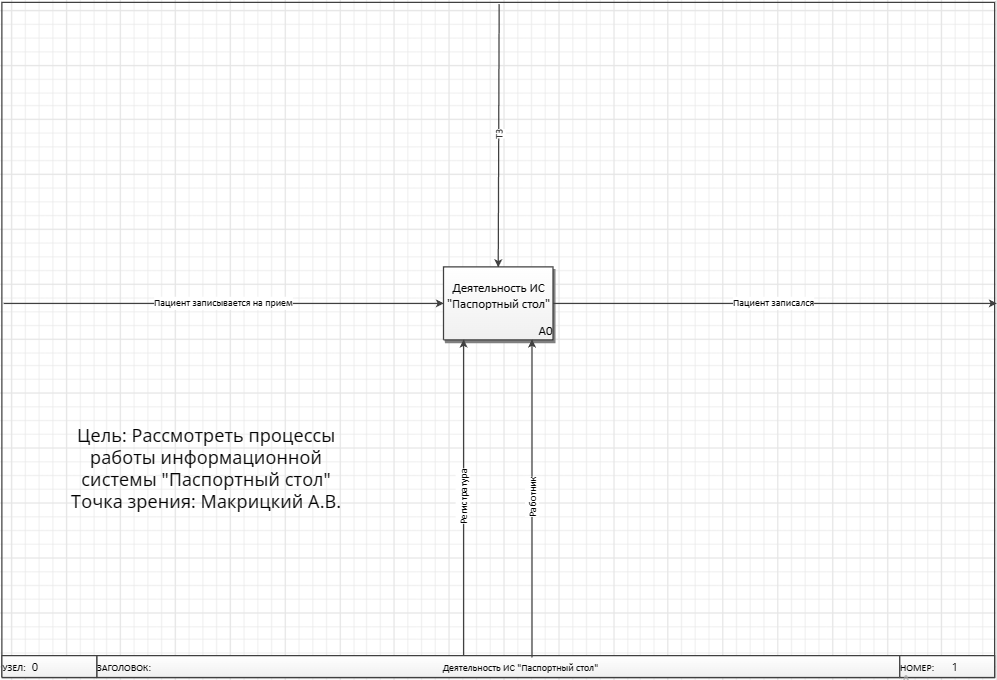 ТЗ
Деятельность ИС
"Паспортный стол"
A0
Пациент записывается на прием
Пациент записался
Цель: Рассмотреть процессы
работы информационной
системы "Паспортный стол"
Точка зрения: Макрицкий А.В.
Регистратура
Работник
УЗЕЛ: 0
ЗАГОЛОВОК:
Деятельность ИС "Паспортный стол"
НОМЕР: 1